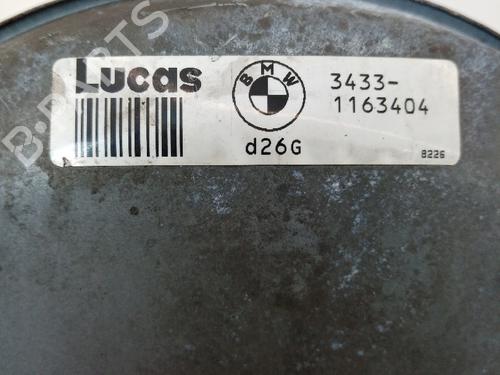 Lucas
BMW
3433-
1163404
d26G
8226
B-PARTS